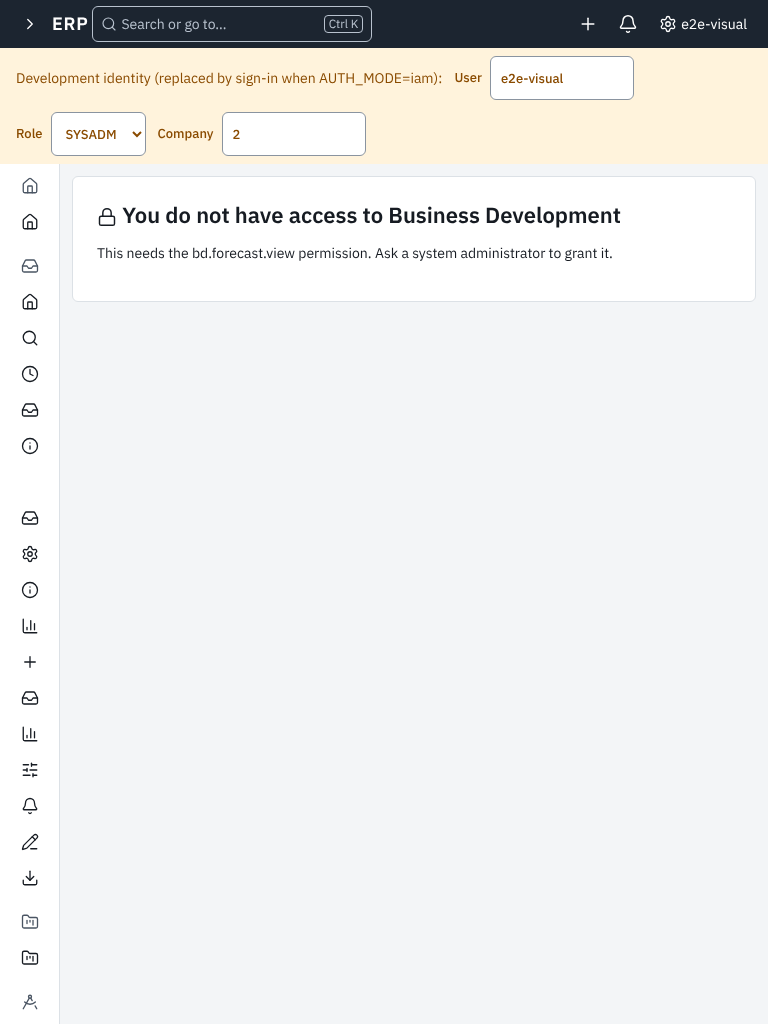 ERP
Search or go to...
Ctrl K
e2e-visual
Development identity (replaced by sign-in when AUTH_MODE=iam):
User
e2e-visual
Role
SYSADM
Company
2
You do not have access to Business Development
This needs the bd.forecast.view permission. Ask a system administrator to grant it.